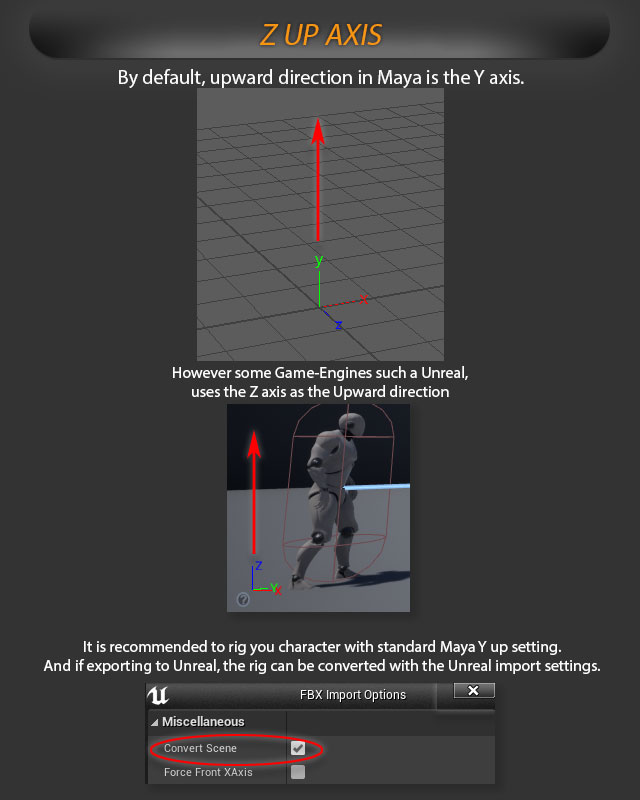 Z UP AXIS
By default, upward direction in Maya is the Y axis.
y
x
z
However some Game-Engines such a Unreal,
uses the Z axis as the Upward direction
Z
Y
X
?
It is recommended to rig you character with standard Maya Y up setting.
And if exporting to Unreal, the rig can be converted with the Unreal import settings.
FBX Import Options
Miscellaneous
Convert Scene
Force Front XAxis